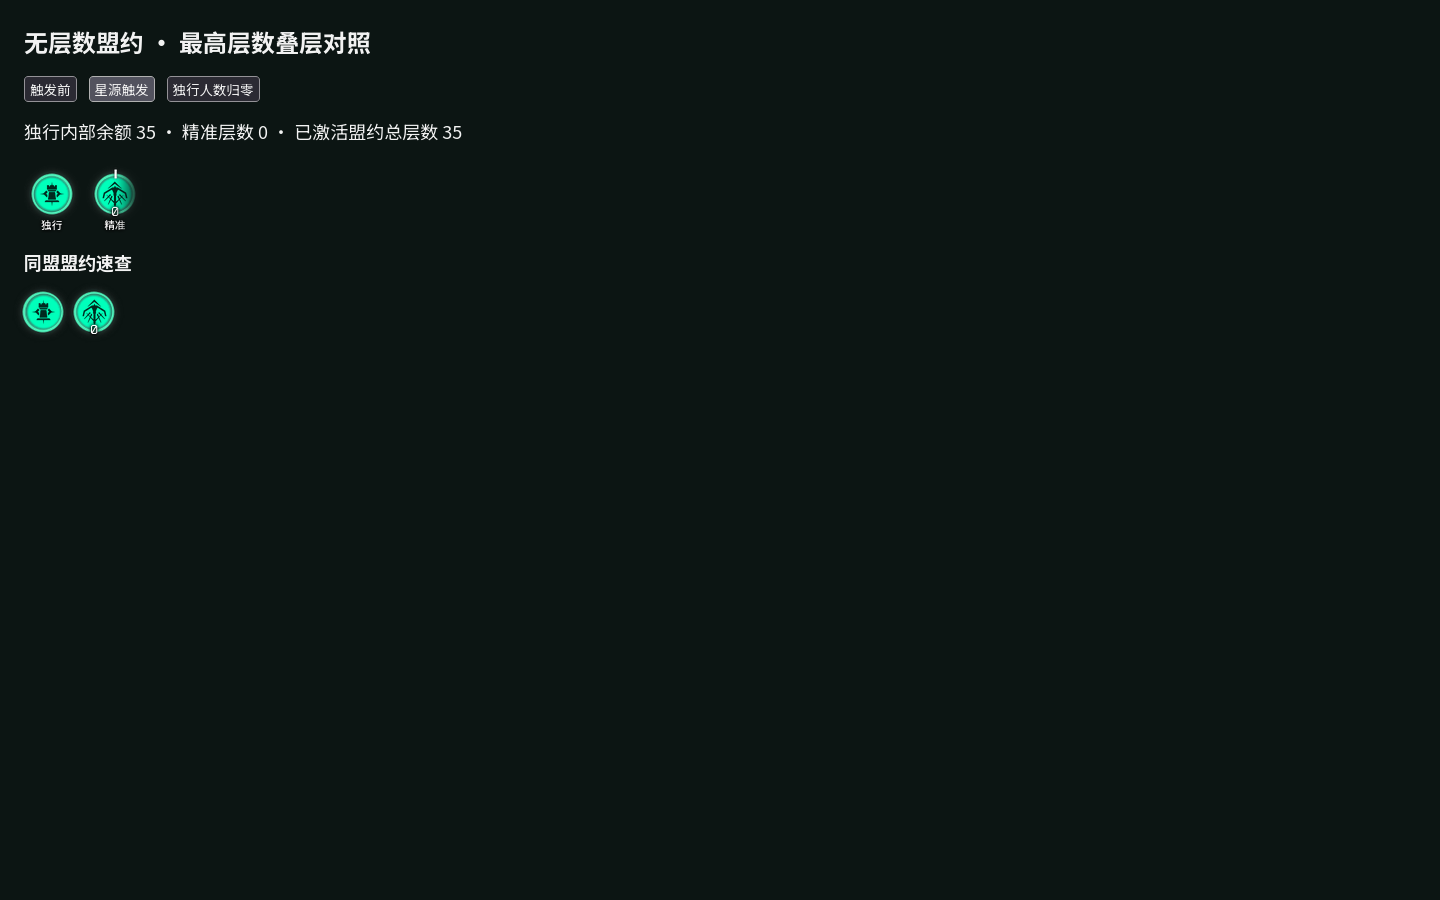 无层数盟约 · 最高层数叠层对照
触发前 星源触发 独行人数归零
独行内部余额 35 · 精准层数 0 · 已激活盟约总层数 35
0
独行 精准
同盟盟约速查
0